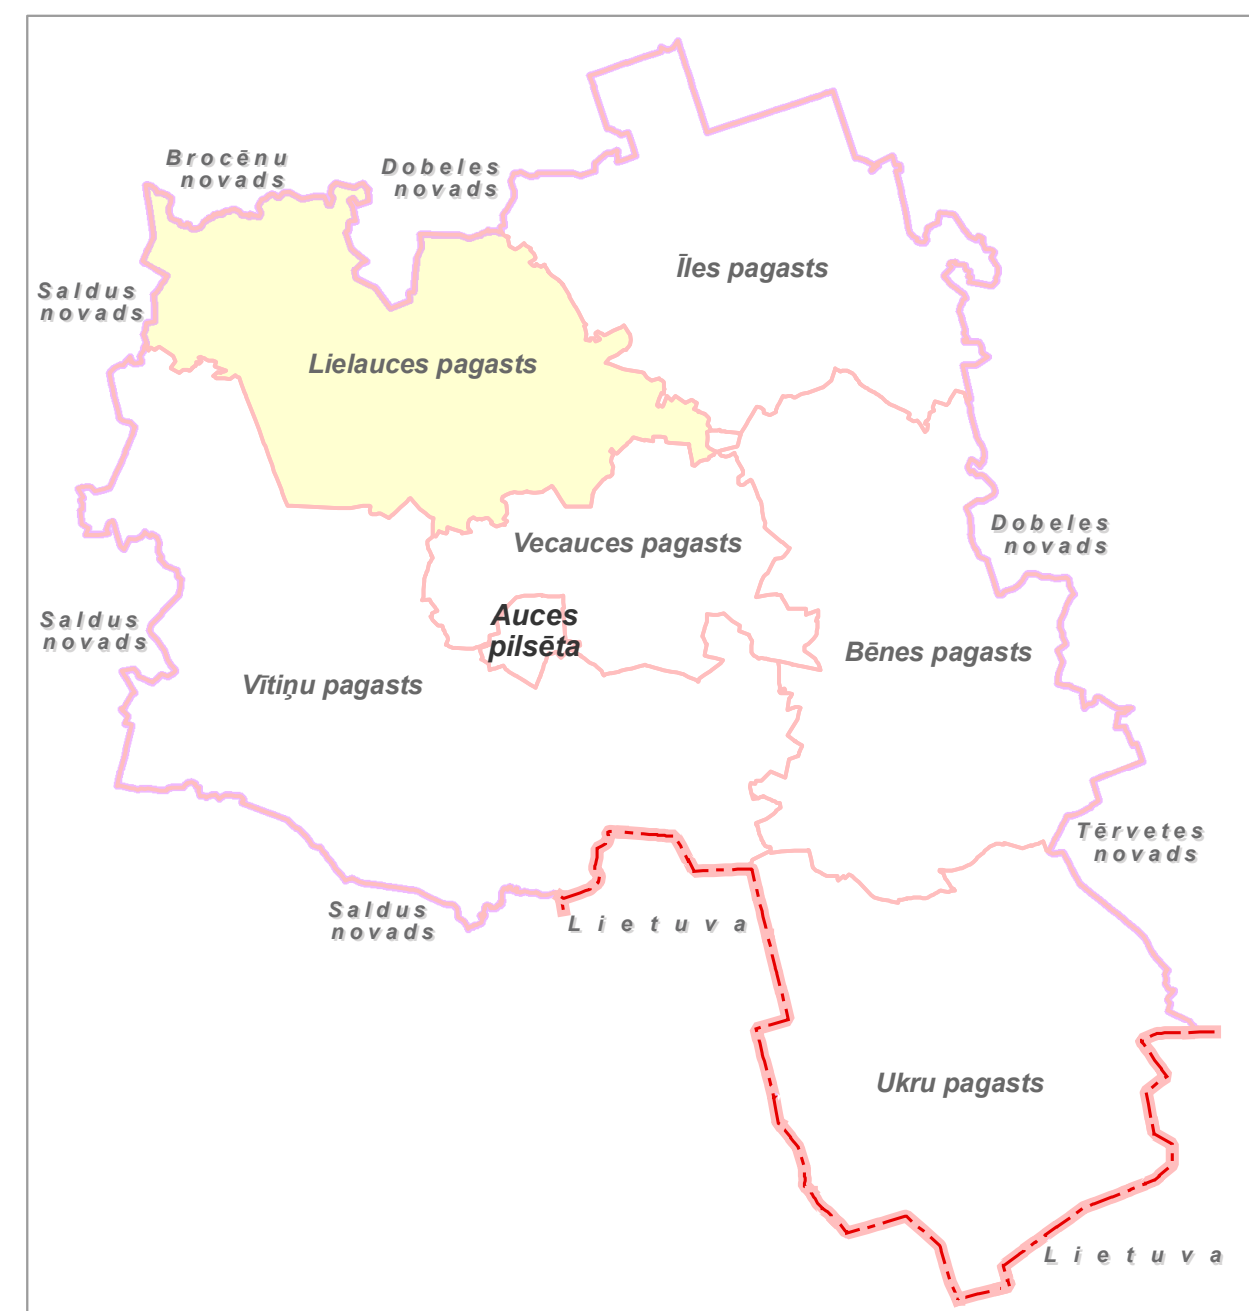 Brocēnu
novads
Dobeles
novads
Īles pagasts
Saldus
novads
Lielauces pagasts
Dobeles
novads
Vecauces pagasts
Auces
pilsēta
Saldus
novads
Bēnes pagasts
Vītiņu pagasts
Tērvetes
novads
Saldus
novads
Lietuva
Ukru pagasts
Lietuva